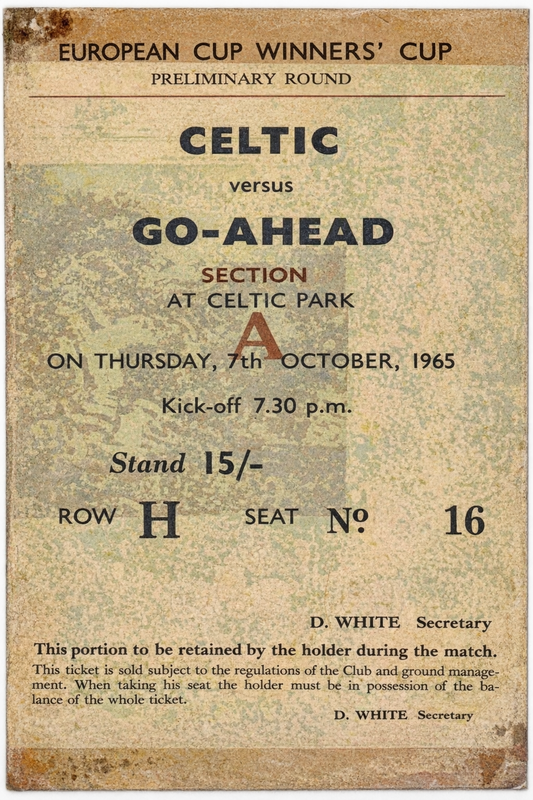 EUROPEAN CUP WINNERS' CUP
PRELIMINARY ROUND
CELTIC
versus
GO-AHEAD
SECTION
AT CELTIC PARK
A
ON THURSDAY, 7th OCTOBER, 1965
Kick-off 7.30 p.m.
Stand 15/-
ROW H SEAT Nº 16
D. WHITE Secretary
This portion to be retained by the holder during the match.
This ticket is sold subject to the regulations of the Club and ground manage-
ment. When taking his seat the holder must be in possession of the ba-
lance of the whole ticket.
D. WHITE Secretary